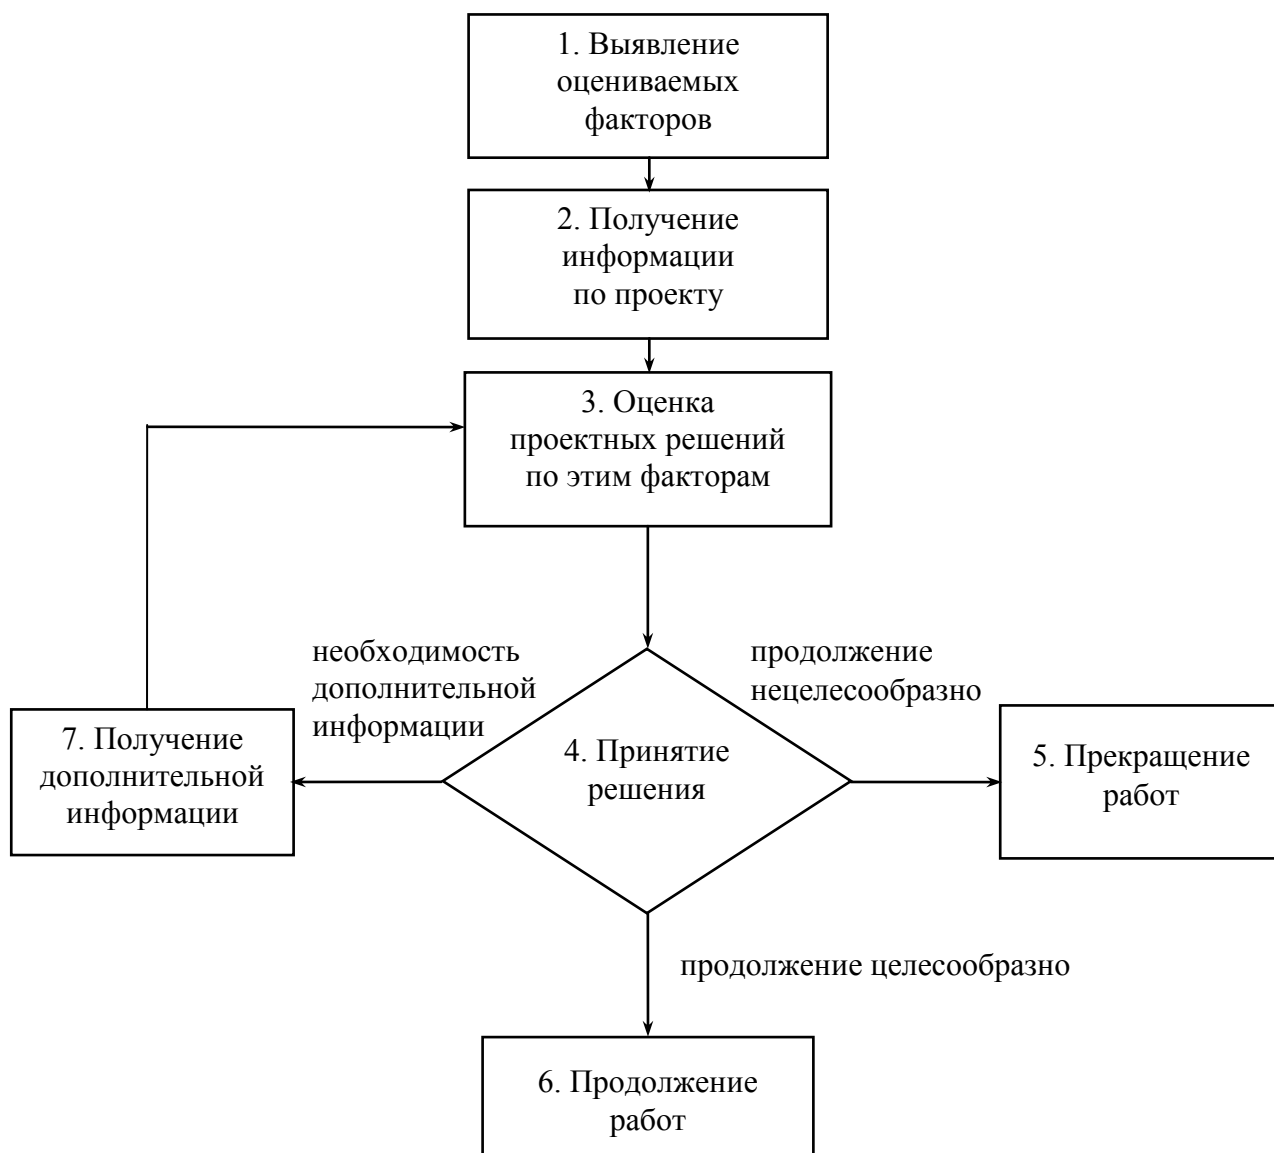 1. Выявление
оцениваемых
факторов
2. Получение
информации
по проекту
3. Оценка
проектных решений
по этим факторам
необходимость
дополнительной
информации
продолжение
нецелесообразно
7. Получение
дополнительной
информации
4. Принятие
решения
5. Прекращение
работ
продолжение целесообразно
6. Продолжение
работ